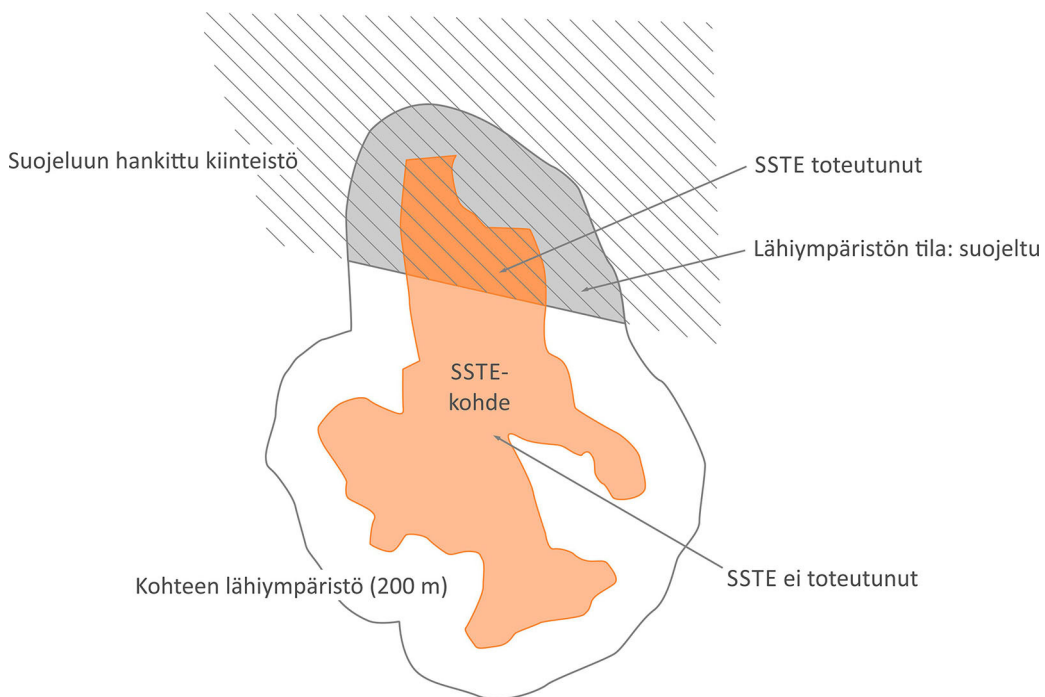 Suojeluun hankittu kiinteistö
SSTE toteutunut
Lähiympäristön tila: suojeltu
SSTE-
kohde
SSTE ei toteutunut
Kohteen lähiympäristö (200 m)